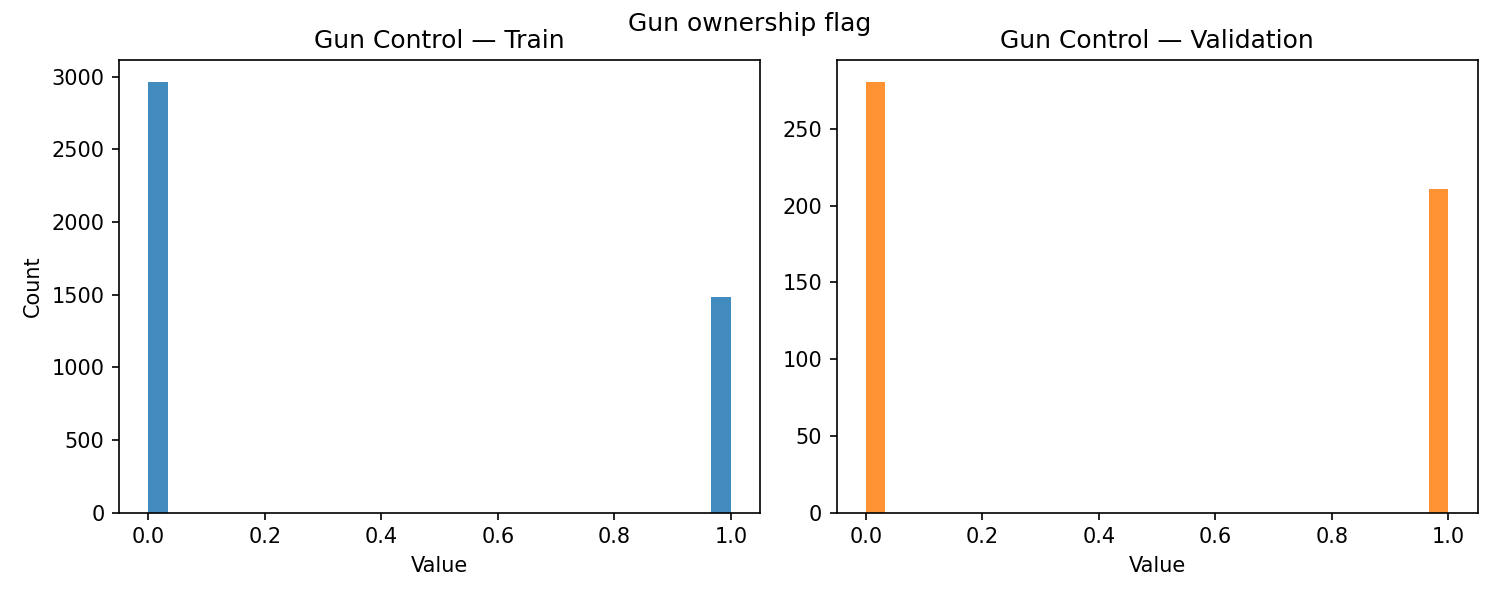 Gun ownership flag
Gun Control — Train
3000
2500
2000
1500
1000
500
0
Count
0.0 0.2 0.4 0.6 0.8 1.0
Value
Gun Control — Validation
250
200
150
100
50
0
0.0 0.2 0.4 0.6 0.8 1.0
Value